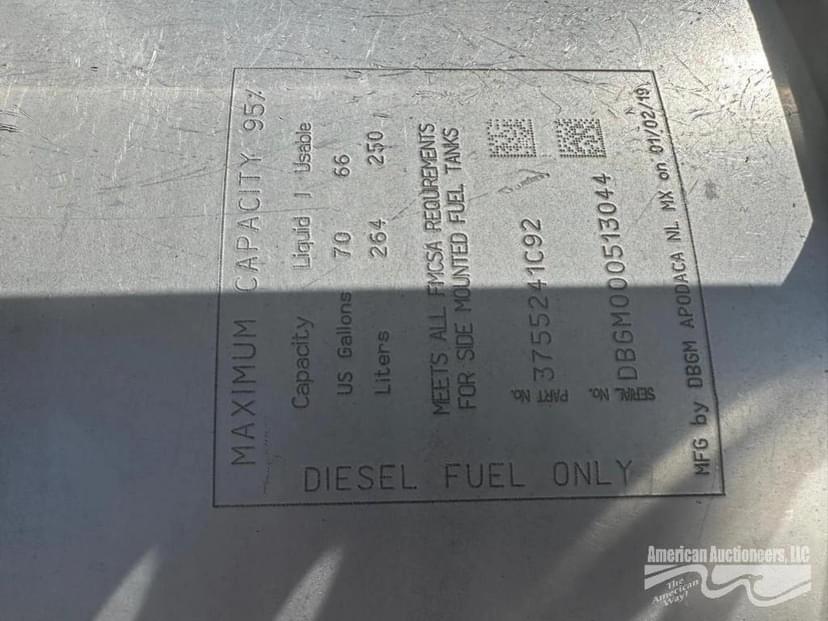 MAXIMUM CAPACITY 95%
Capacity Liquid | Usable
US Gallons 70 66
Liters 264 250
MEETS ALL FMCSA REQUREMENTS
FOR SIDE MOUNTED FUEL TANKS
PART No. 3755241C92
SERIAL No. DBGM000513044
MFG by DBGM APODACA NL MX on 01/02/19
DIESEL FUEL ONLY
American Auctioneers, LLC
The
American
Way!